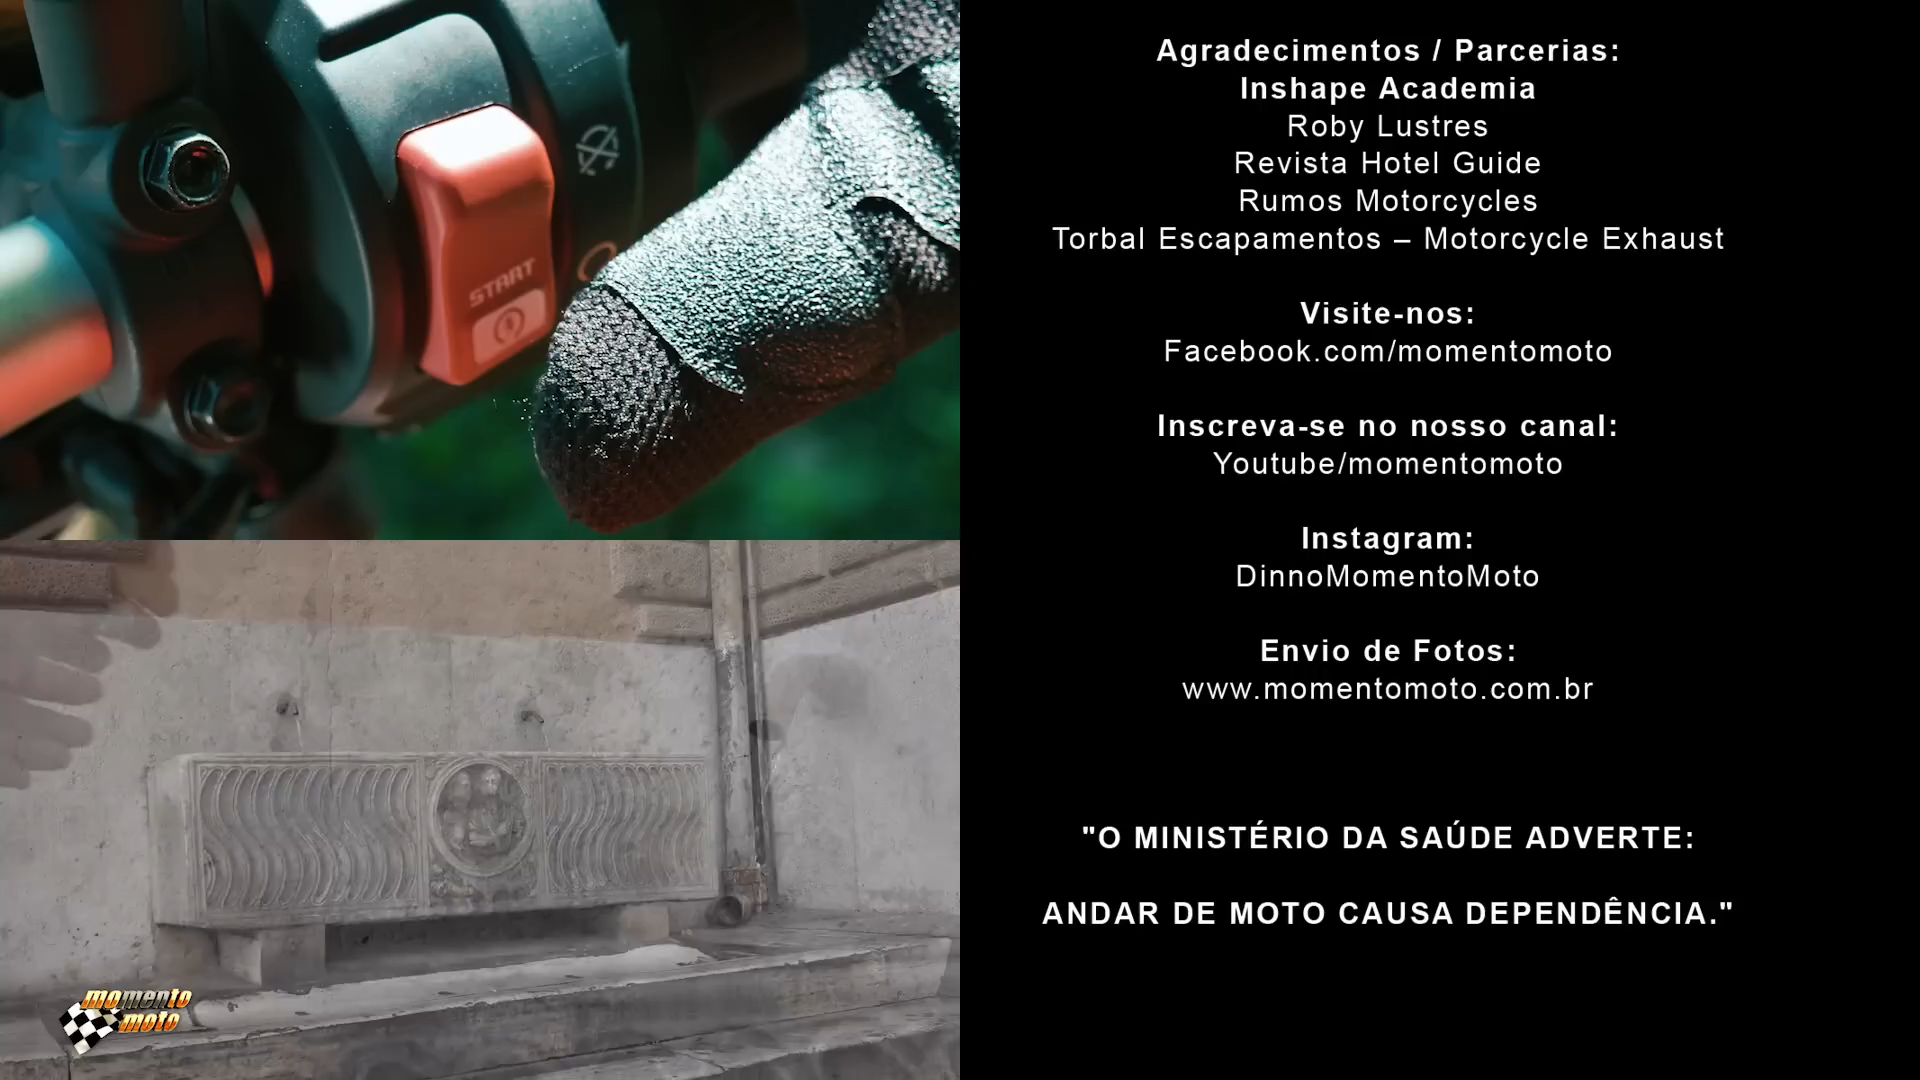 START
momento
moto
Agradecimentos / Parcerias:
Inshape Academia
Roby Lustres
Revista Hotel Guide
Rumos Motorcycles
Torbal Escapamentos – Motorcycle Exhaust
Visite-nos:
Facebook.com/momentomoto
Inscreva-se no nosso canal:
Youtube/momentomoto
Instagram:
DinnoMomentoMoto
Envio de Fotos:
www.momentomoto.com.br
"O MINISTÉRIO DA SAÚDE ADVERTE:
ANDAR DE MOTO CAUSA DEPENDÊNCIA."